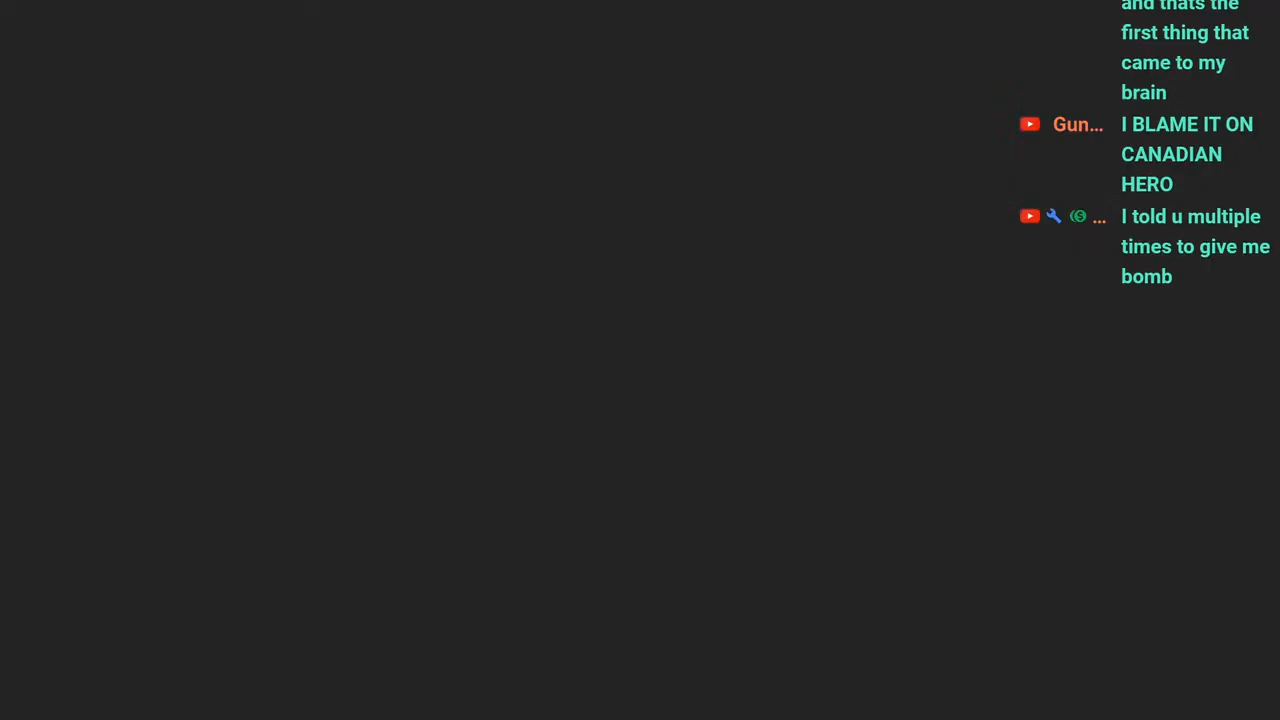 and thats the
first thing that
came to my
brain
Gun... I BLAME IT ON
CANADIAN
HERO
... I told u multiple
times to give me
bomb